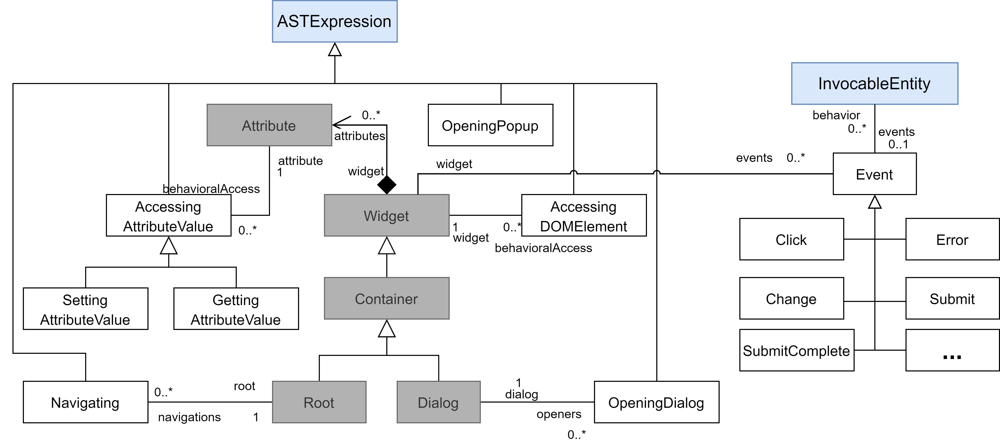 ASTExpression
InvocableEntity
Attribute
0..*
attributes
OpeningPopup
behavior
0..*
events
0..1
attribute
1
widget
widget
events
0..*
Event
behavioralAccess
Accessing
AttributeValue
0..*
Widget
1
widget
0..*
behavioralAccess
Accessing
DOMElement
Click
Error
Setting
AttributeValue
Getting
AttributeValue
Container
Change
Submit
SubmitComplete
...
Navigating
0..*
navigations
root
1
Root
Dialog
1
dialog
openers
0..*
OpeningDialog